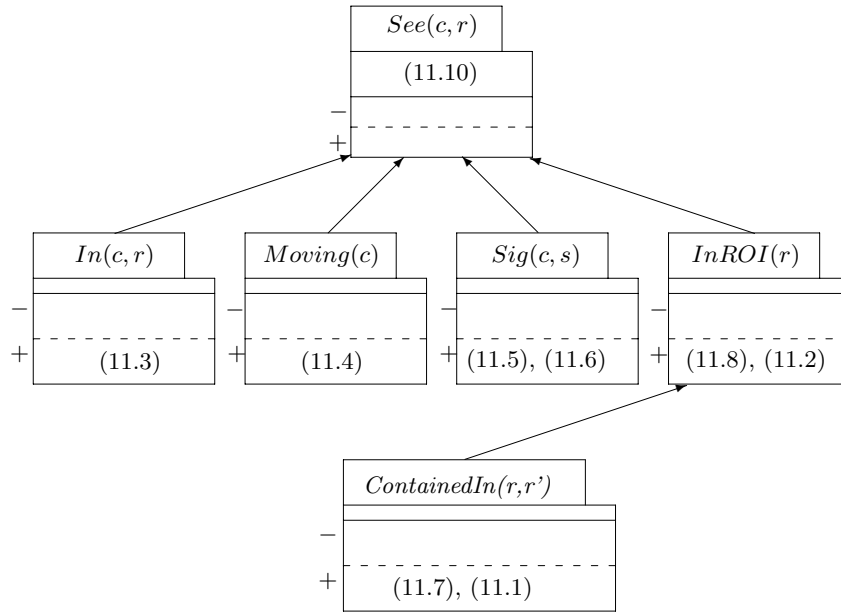 See(c, r)
(11.10)
−
+
In(c, r) Moving(c) Sig(c, s) InROI(r)
− − − −
+ + + +
(11.3) (11.4) (11.5), (11.6) (11.8), (11.2)
ContainedIn(r,r’)
−
+
(11.7), (11.1)